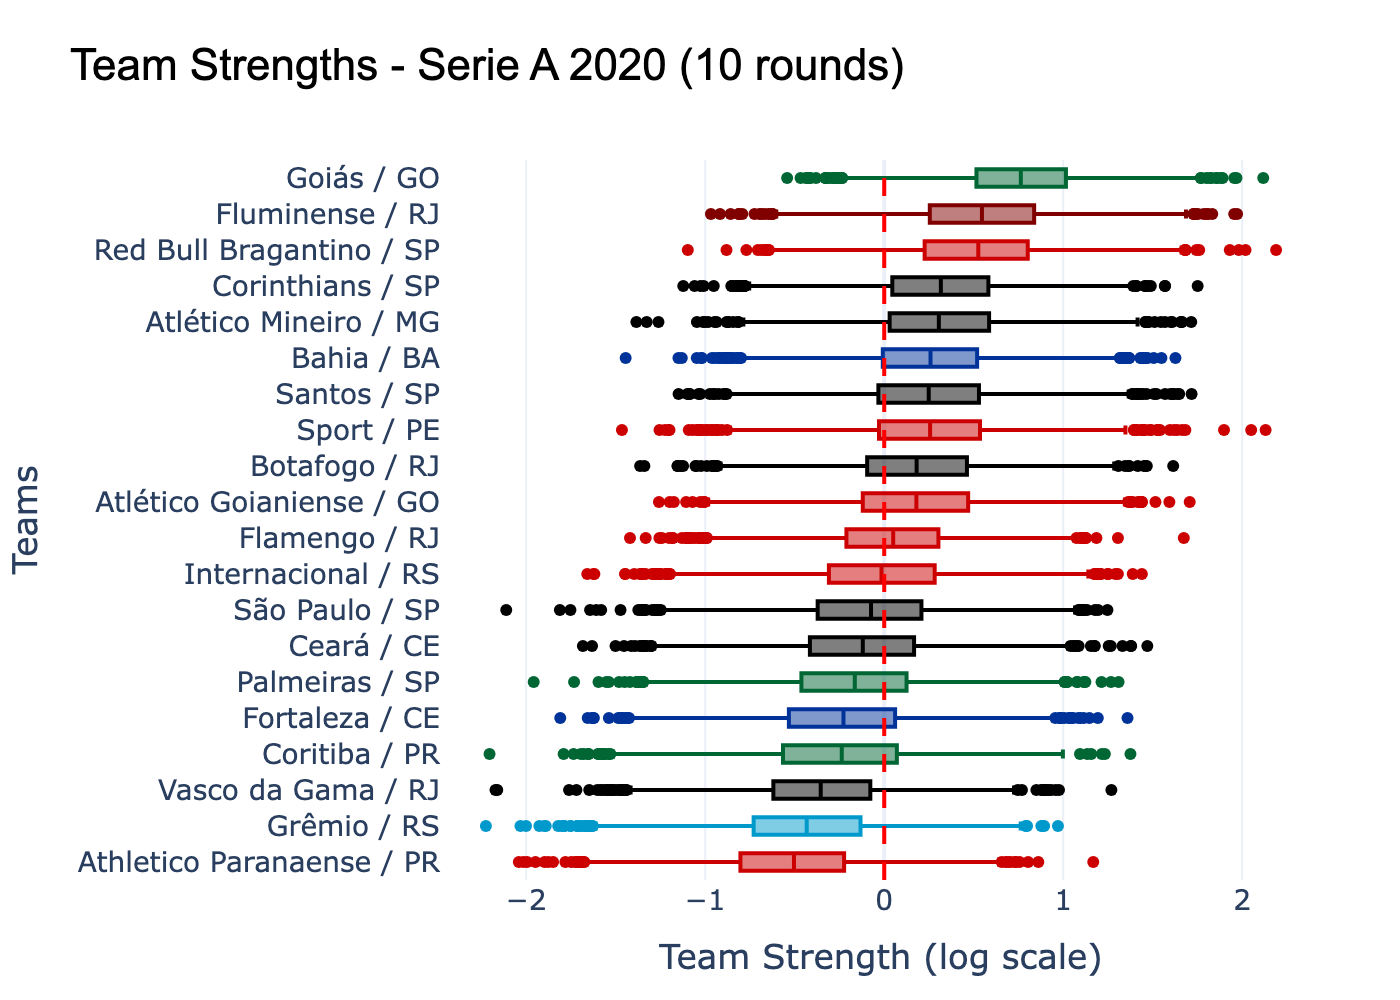 Team Strengths - Serie A 2020 (10 rounds)
Teams
Goiás / GO
Fluminense / RJ
Red Bull Bragantino / SP
Corinthians / SP
Atlético Mineiro / MG
Bahia / BA
Santos / SP
Sport / PE
Botafogo / RJ
Atlético Goianiense / GO
Flamengo / RJ
Internacional / RS
São Paulo / SP
Ceará / CE
Palmeiras / SP
Fortaleza / CE
Coritiba / PR
Vasco da Gama / RJ
Grêmio / RS
Athletico Paranaense / PR
−2 −1 0 1 2
Team Strength (log scale)